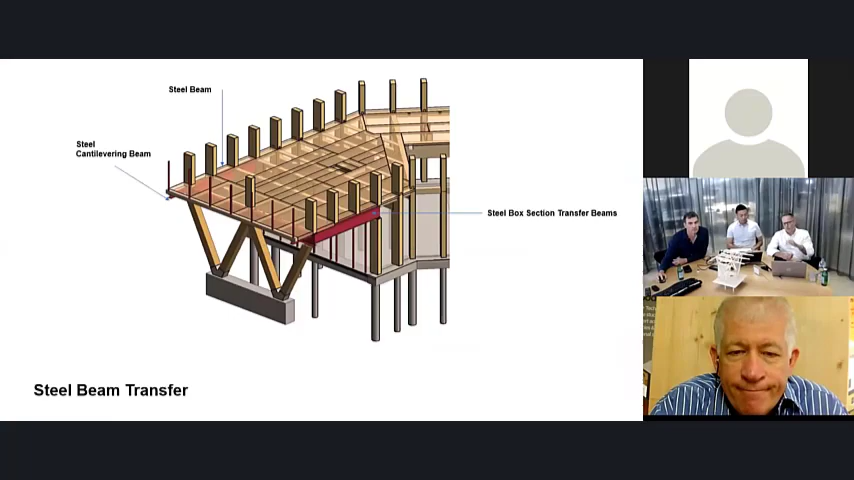 Steel Beam
Steel
Cantilevering Beam
Steel Box Section Transfer Beams
Steel Beam Transfer